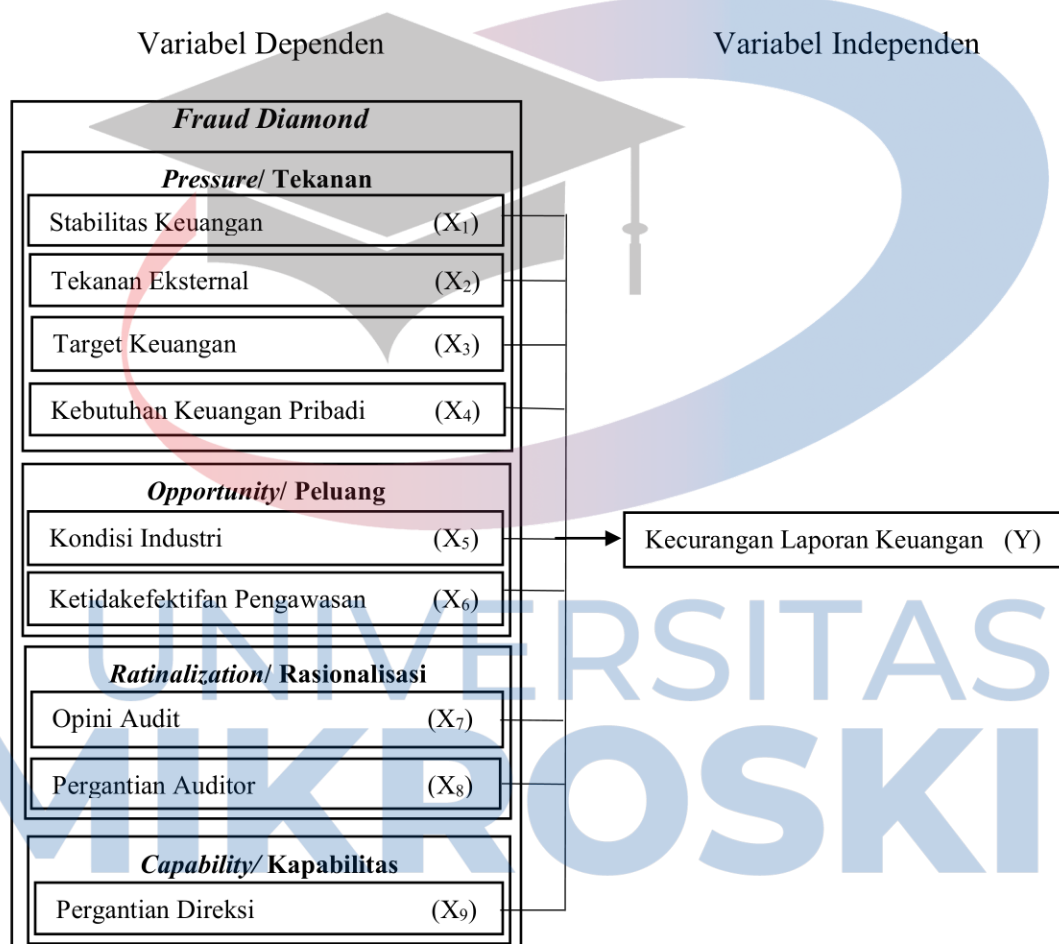 Variabel Dependen
Variabel Independen
Fraud Diamond
Pressure/ Tekanan
Stabilitas Keuangan (X₁)
Tekanan Eksternal (X₂)
Target Keuangan (X₃)
Kebutuhan Keuangan Pribadi (X₄)
Opportunity/ Peluang
Kondisi Industri (X₅)
Ketidakefektifan Pengawasan (X₆)
Ratinalization/ Rasionalisasi
Opini Audit (X₇)
Pergantian Auditor (X₈)
Capability/ Kapabilitas
Pergantian Direksi (X₉)
Kecurangan Laporan Keuangan (Y)
UNIVERSITAS
MIKROSKI